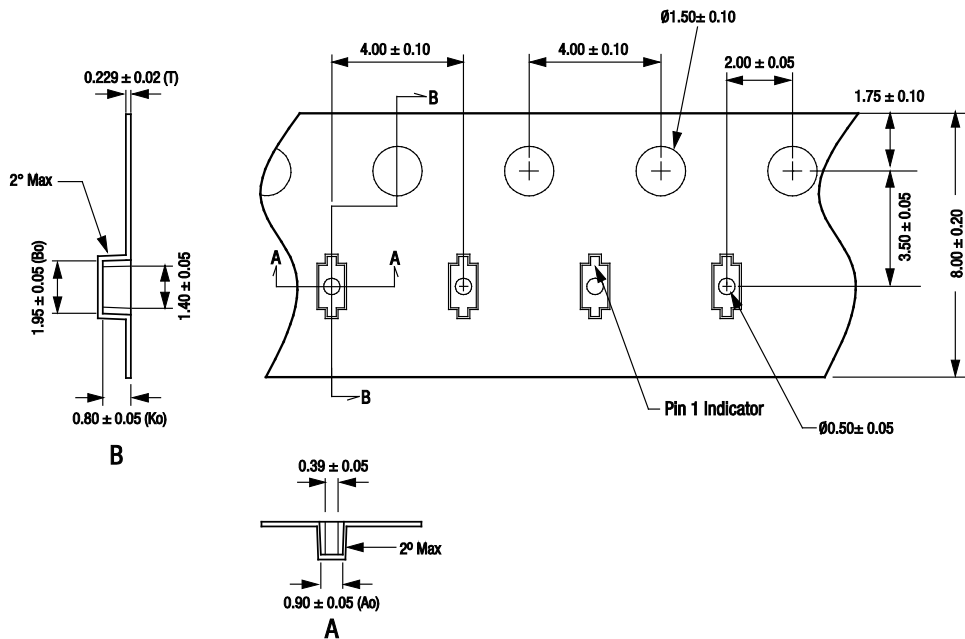 Ø1.50± 0.10
4.00 ± 0.10
4.00 ± 0.10
2.00 ± 0.05
0.229 ± 0.02 (T)
1.75 ± 0.10
B
2° Max
3.50 ± 0.05
8.00 ± 0.20
A
A
1.95 ± 0.05 (Bo)
1.40 ± 0.05
B
Pin 1 Indicator
0.80 ± 0.05 (Ko)
Ø0.50± 0.05
B
0.39 ± 0.05
2º Max
0.90 ± 0.05 (Ao)
A